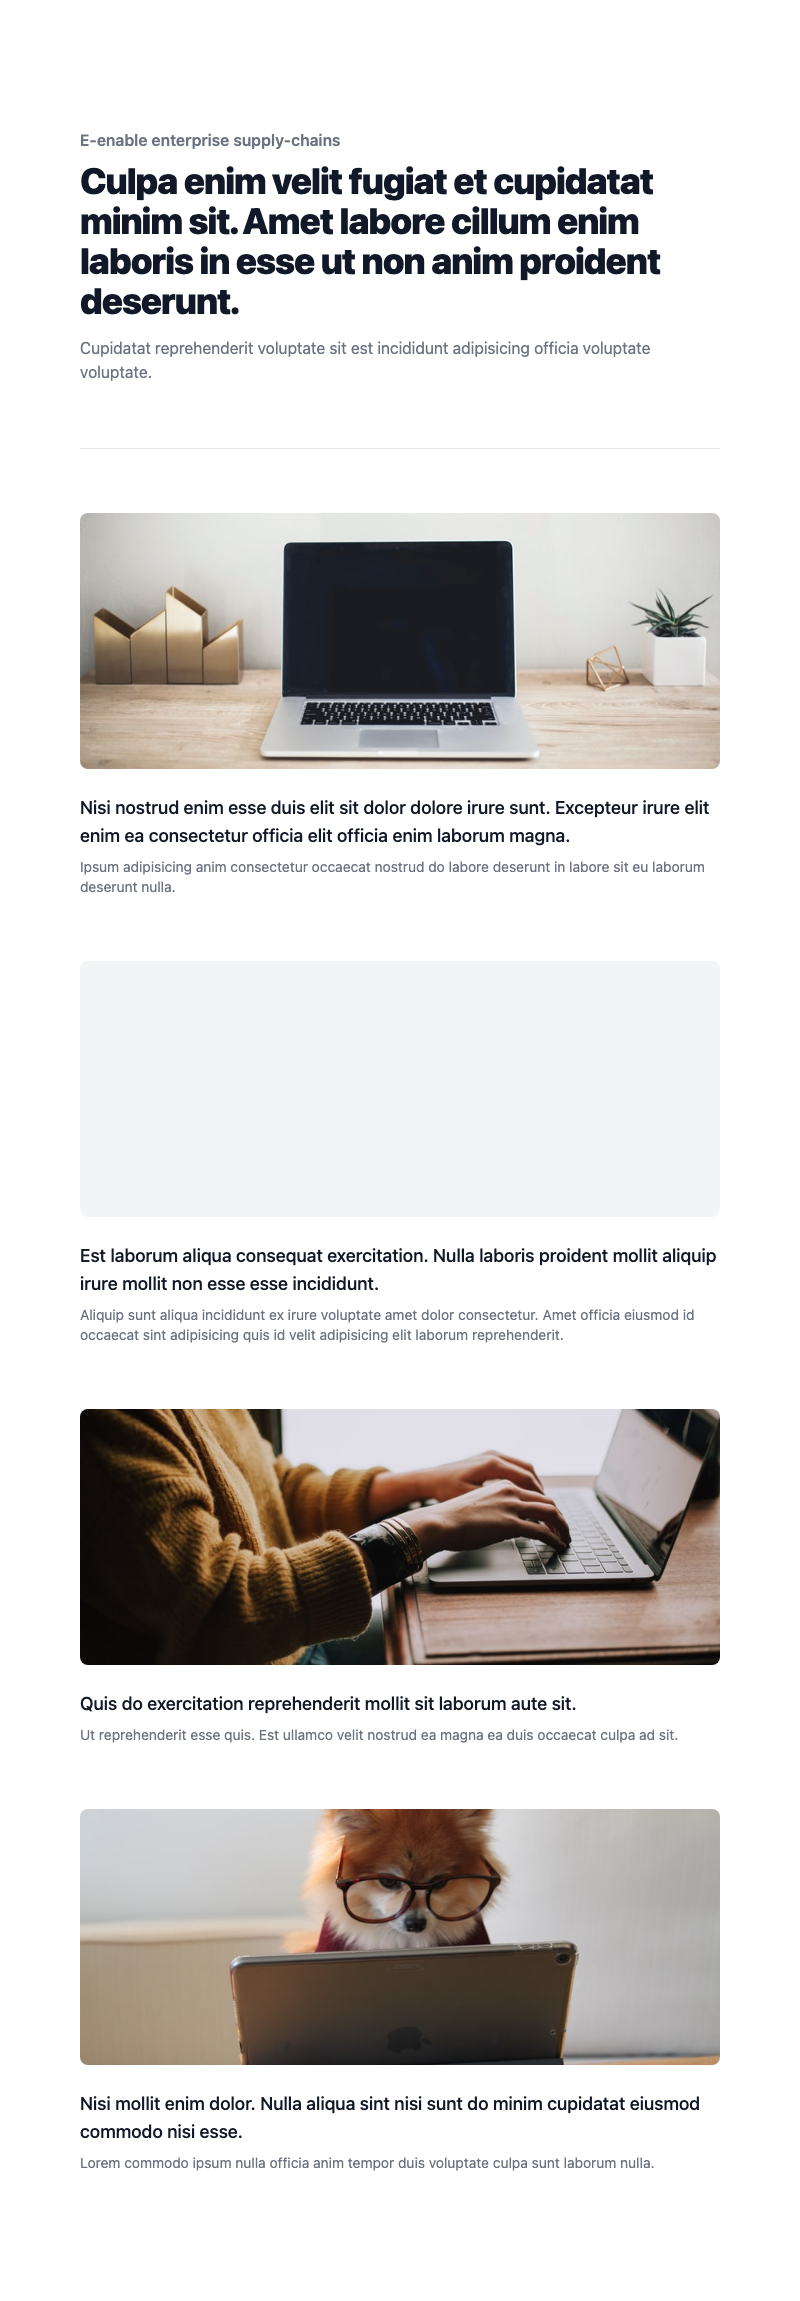 E-enable enterprise supply-chains
Culpa enim velit fugiat et cupidatat
minim sit. Amet labore cillum enim
laboris in esse ut non anim proident
deserunt.
Cupidatat reprehenderit voluptate sit est incididunt adipisicing officia voluptate
voluptate.
Nisi nostrud enim esse duis elit sit dolor dolore irure sunt. Excepteur irure elit
enim ea consectetur officia elit officia enim laborum magna.
Ipsum adipisicing anim consectetur occaecat nostrud do labore deserunt in labore sit eu laborum
deserunt nulla.
Est laborum aliqua consequat exercitation. Nulla laboris proident mollit aliquip
irure mollit non esse esse incididunt.
Aliquip sunt aliqua incididunt ex irure voluptate amet dolor consectetur. Amet officia eiusmod id
occaecat sint adipisicing quis id velit adipisicing elit laborum reprehenderit.
Quis do exercitation reprehenderit mollit sit laborum aute sit.
Ut reprehenderit esse quis. Est ullamco velit nostrud ea magna ea duis occaecat culpa ad sit.
Nisi mollit enim dolor. Nulla aliqua sint nisi sunt do minim cupidatat eiusmod
commodo nisi esse.
Lorem commodo ipsum nulla officia anim tempor duis voluptate culpa sunt laborum nulla.